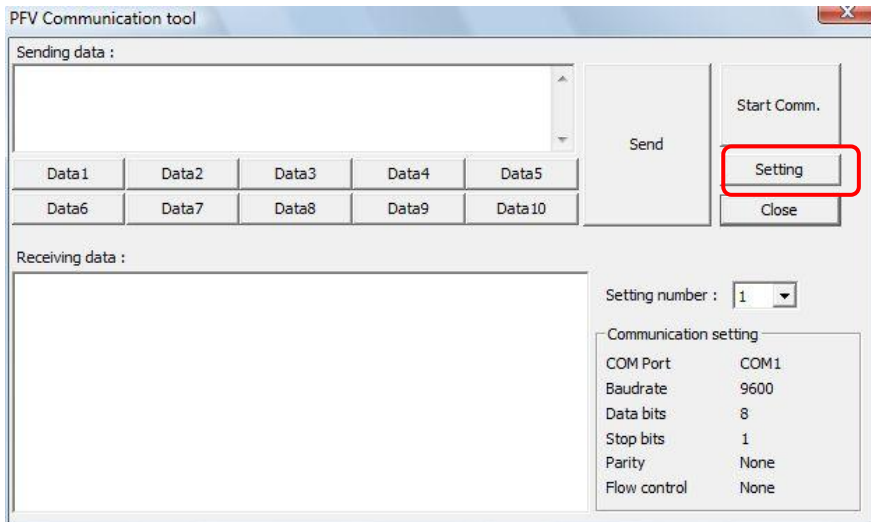 PFV Communication tool
Sending data :
Send
Start Comm.
Setting
Close
Data1 Data2 Data3 Data4 Data5
Data6 Data7 Data8 Data9 Data10
Receiving data :
Setting number : 1
Communication setting
COM Port COM1
Baudrate 9600
Data bits 8
Stop bits 1
Parity None
Flow control None